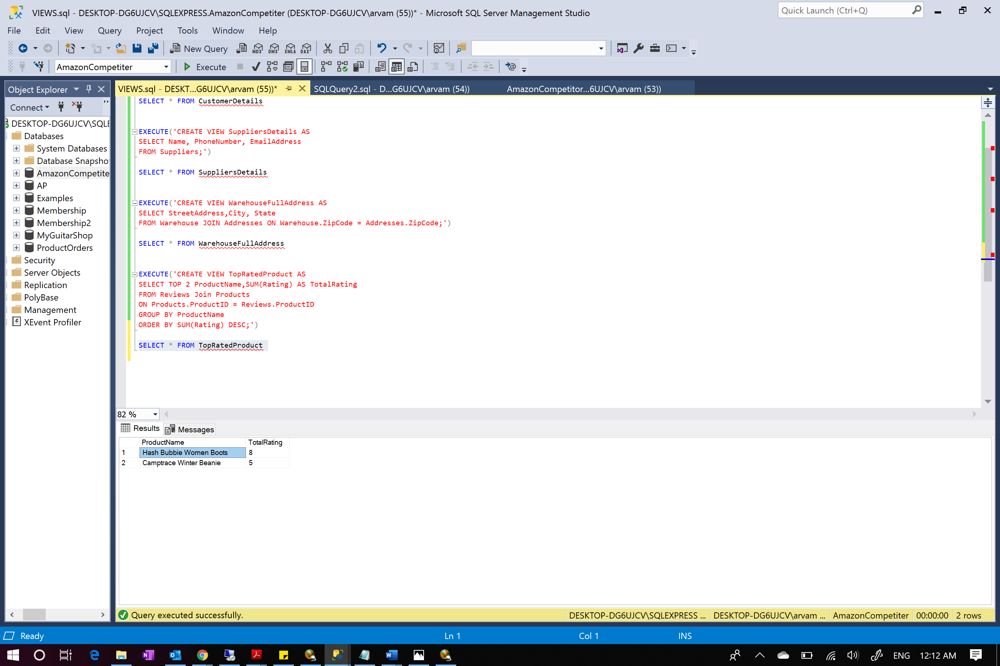 VIEWS.sql - DESKTOP-DG6UJCV\SQLEXPRESS.AmazonCompetiter (DESKTOP-DG6UJCV\arvam (55))* - Microsoft SQL Server Management Studio
Quick Launch (Ctrl+Q)
File Edit View Query Project Tools Window Help
New Query MDX DMX XMLA DAX
AmazonCompetiter Execute
Object Explorer
Connect
DESKTOP-DG6UJCV\SQLE
Databases
System Databases
Database Snapsho
AmazonCompetite
AP
Examples
Membership
Membership2
MyGuitarShop
ProductOrders
Security
Server Objects
Replication
PolyBase
Management
XEvent Profiler
VIEWS.sql - DESKT...G6UJCV\arvam (55))* SQLQuery2.sql - D...G6UJCV\arvam (54)) AmazonCompetitor...6UJCV\arvam (53))
SELECT * FROM CustomerDetails
EXECUTE('CREATE VIEW SuppliersDetails AS
SELECT Name, PhoneNumber, EmailAddress
FROM Suppliers;')
SELECT * FROM SuppliersDetails
EXECUTE('CREATE VIEW WarehouseFullAddress AS
SELECT StreetAddress,City, State
FROM Warehouse JOIN Addresses ON Warehouse.ZipCode = Addresses.ZipCode;')
SELECT * FROM WarehouseFullAddress
EXECUTE('CREATE VIEW TopRatedProduct AS
SELECT TOP 2 ProductName,SUM(Rating) AS TotalRating
FROM Reviews Join Products
ON Products.ProductID = Reviews.ProductID
GROUP BY ProductName
ORDER BY SUM(Rating) DESC;')
SELECT * FROM TopRatedProduct
82 %
Results Messages
ProductName TotalRating
1 Hash Bubbie Women Boots 8
2 Camptrace Winter Beanie 5
Query executed successfully. DESKTOP-DG6UJCV\SQLEXPRESS ... DESKTOP-DG6UJCV\arvam ... AmazonCompetiter 00:00:00 2 rows
Ready Ln 1 Col 1 INS
ENG 12:12 AM